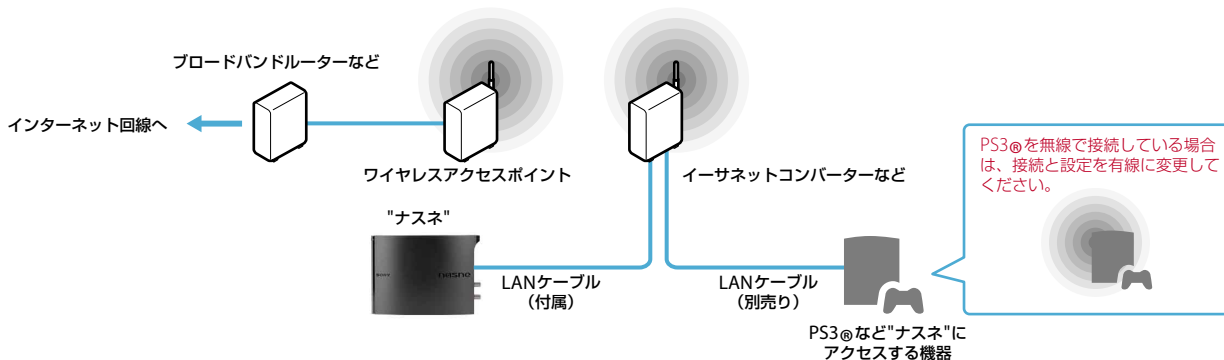 ブロードバンドルーターなど
インターネット回線へ
ワイヤレスアクセスポイント
イーサネットコンバーターなど
PS3®を無線で接続している場合
は、接続と設定を有線に変更して
ください。
"ナスネ"
SONY
nasne
LANケーブル
（付属）
LANケーブル
（別売り）
PS3®など"ナスネ"に
アクセスする機器